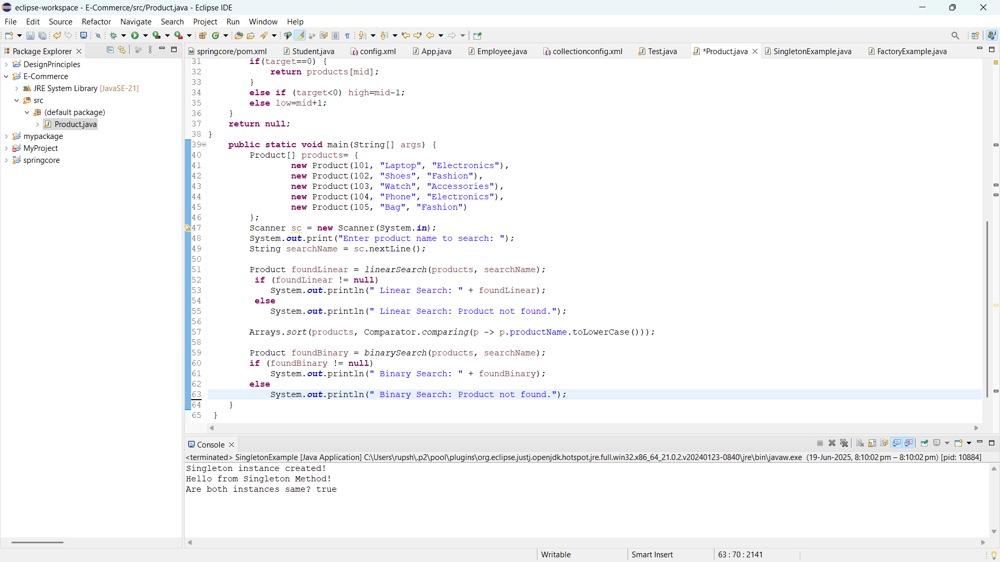 eclipse-workspace - E-Commerce/src/Product.java - Eclipse IDE
File Edit Source Refactor Navigate Search Project Run Window Help
Package Explorer
DesignPrinciples
E-Commerce
JRE System Library [JavaSE-21]
src
(default package)
Product.java
mypackage
MyProject
springcore
springcore/pom.xml Student.java config.xml App.java Employee.java collectionconfig.xml Test.java *Product.java SingletonExample.java FactoryExample.java
31 if(target==0) {
32 return products[mid];
33 }
34 else if (target<0) high=mid-1;
35 else low=mid+1;
36 }
37 return null;
38 }
39 public static void main(String[] args) {
40 Product[] products= {
41 new Product(101, "Laptop", "Electronics"),
42 new Product(102, "Shoes", "Fashion"),
43 new Product(103, "Watch", "Accessories"),
44 new Product(104, "Phone", "Electronics"),
45 new Product(105, "Bag", "Fashion")
46 };
47 Scanner sc = new Scanner(System.in);
48 System.out.print("Enter product name to search: ");
49 String searchName = sc.nextLine();
50
51 Product foundLinear = linearSearch(products, searchName);
52 if (foundLinear != null)
53 System.out.println(" Linear Search: " + foundLinear);
54 else
55 System.out.println(" Linear Search: Product not found.");
56
57 Arrays.sort(products, Comparator.comparing(p -> p.productName.toLowerCase()));
58
59 Product foundBinary = binarySearch(products, searchName);
60 if (foundBinary != null)
61 System.out.println(" Binary Search: " + foundBinary);
62 else
63 System.out.println(" Binary Search: Product not found.");
64 }
65 }
Console
<terminated> SingletonExample [Java Application] C:\Users\rupsh\.p2\pool\plugins\org.eclipse.justj.openjdk.hotspot.jre.full.win32.x86_64_21.0.2.v20240123-0840\jre\bin\javaw.exe (19-Jun-2025, 8:10:02 pm – 8:10:02 pm) [pid: 10884]
Singleton instance created!
Hello from Singleton Method!
Are both instances same? true
Writable Smart Insert 63 : 70 : 2141